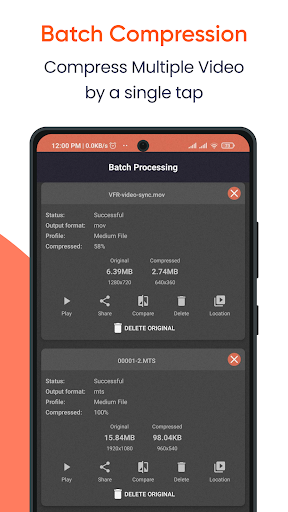 Batch Compression
Compress Multiple Video
by a single tap
12:00 PM | 0.0KB/s
Batch Processing
VFR-video-sync.mov
Status: Successful
Output format: mov
Profile: Medium File
Compressed: 58%
Original Compressed
6.39MB 2.74MB
1280x720 640x360
Play Share Compare Delete Location
DELETE ORIGINAL
00001-2.MTS
Status: Successful
Output format: mts
Profile: Medium File
Compressed: 100%
Original Compressed
15.84MB 98.04KB
1920x1080 960x540
Play Share Compare Delete Location
DELETE ORIGINAL